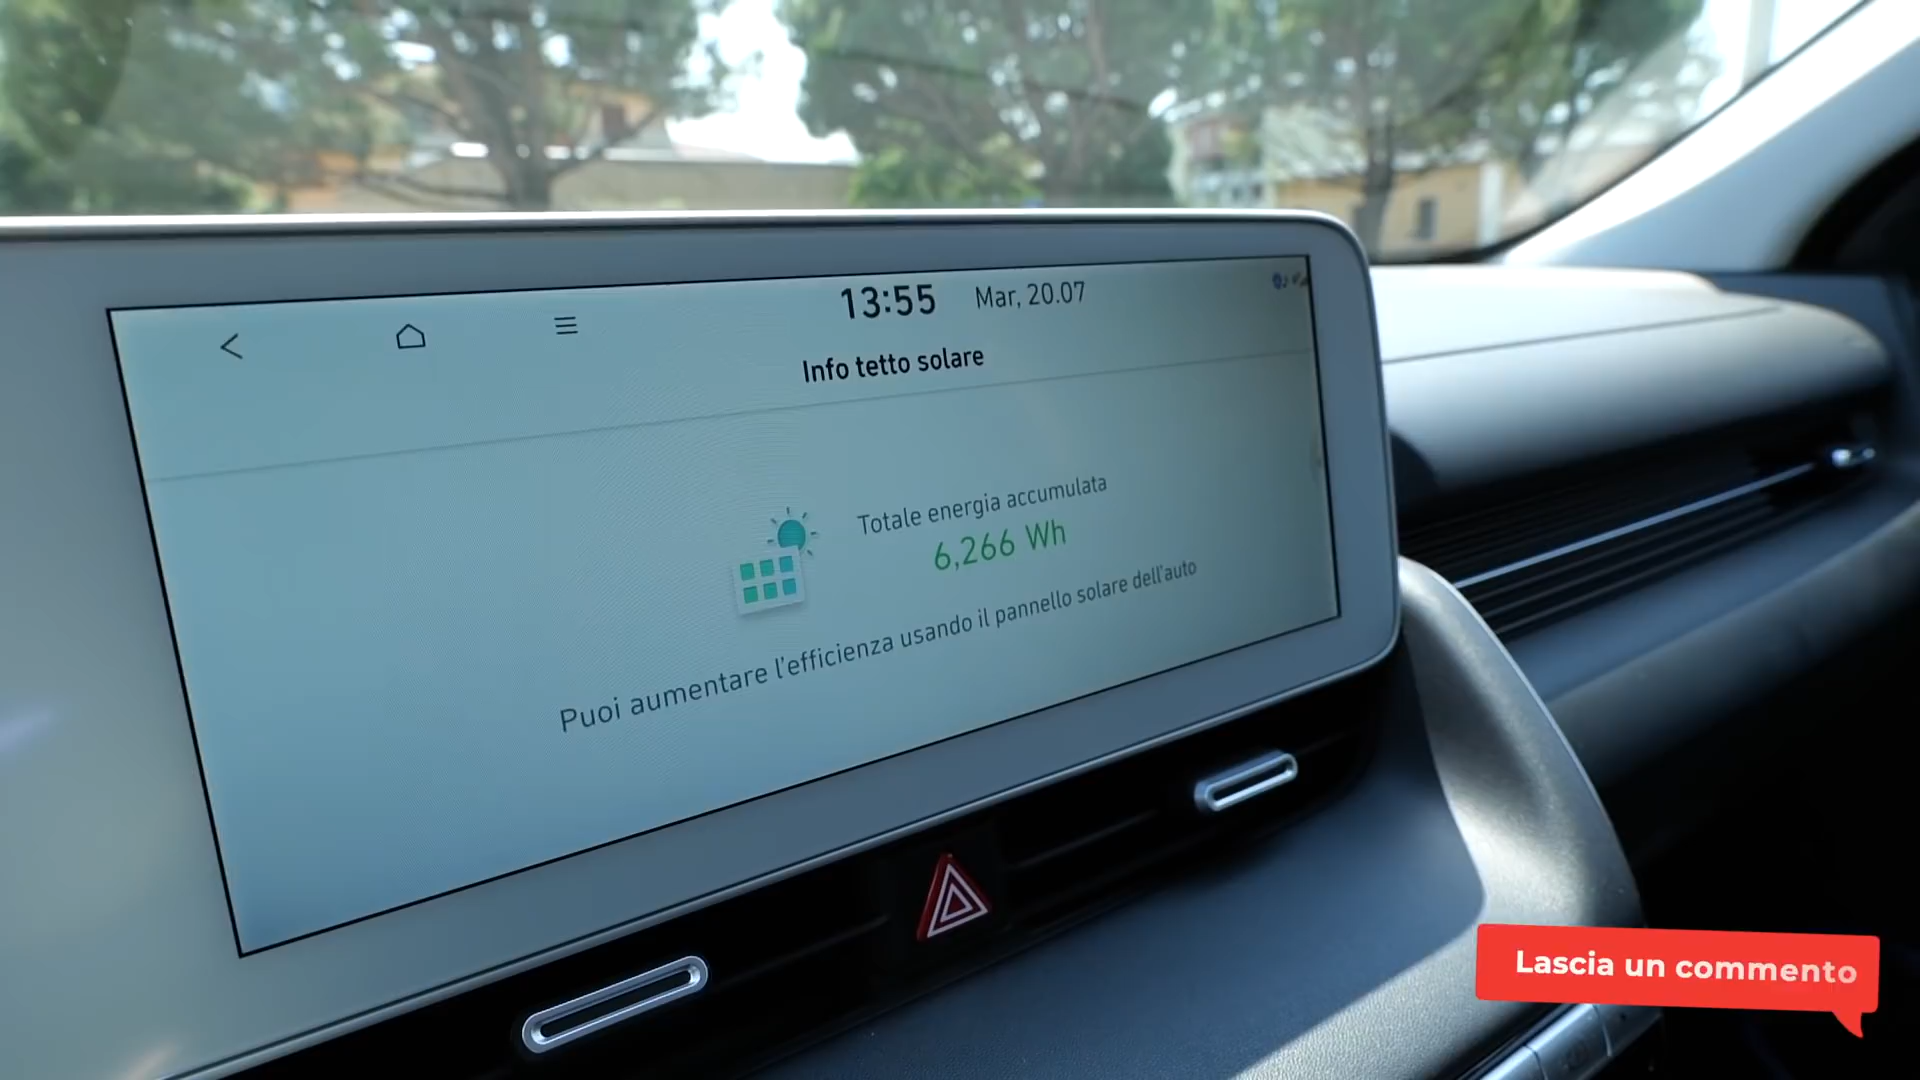 13:55 Mar, 20.07
Info tetto solare
Totale energia accumulata
6,266 Wh
Puoi aumentare l'efficienza usando il pannello solare dell'auto
Lascia un commento